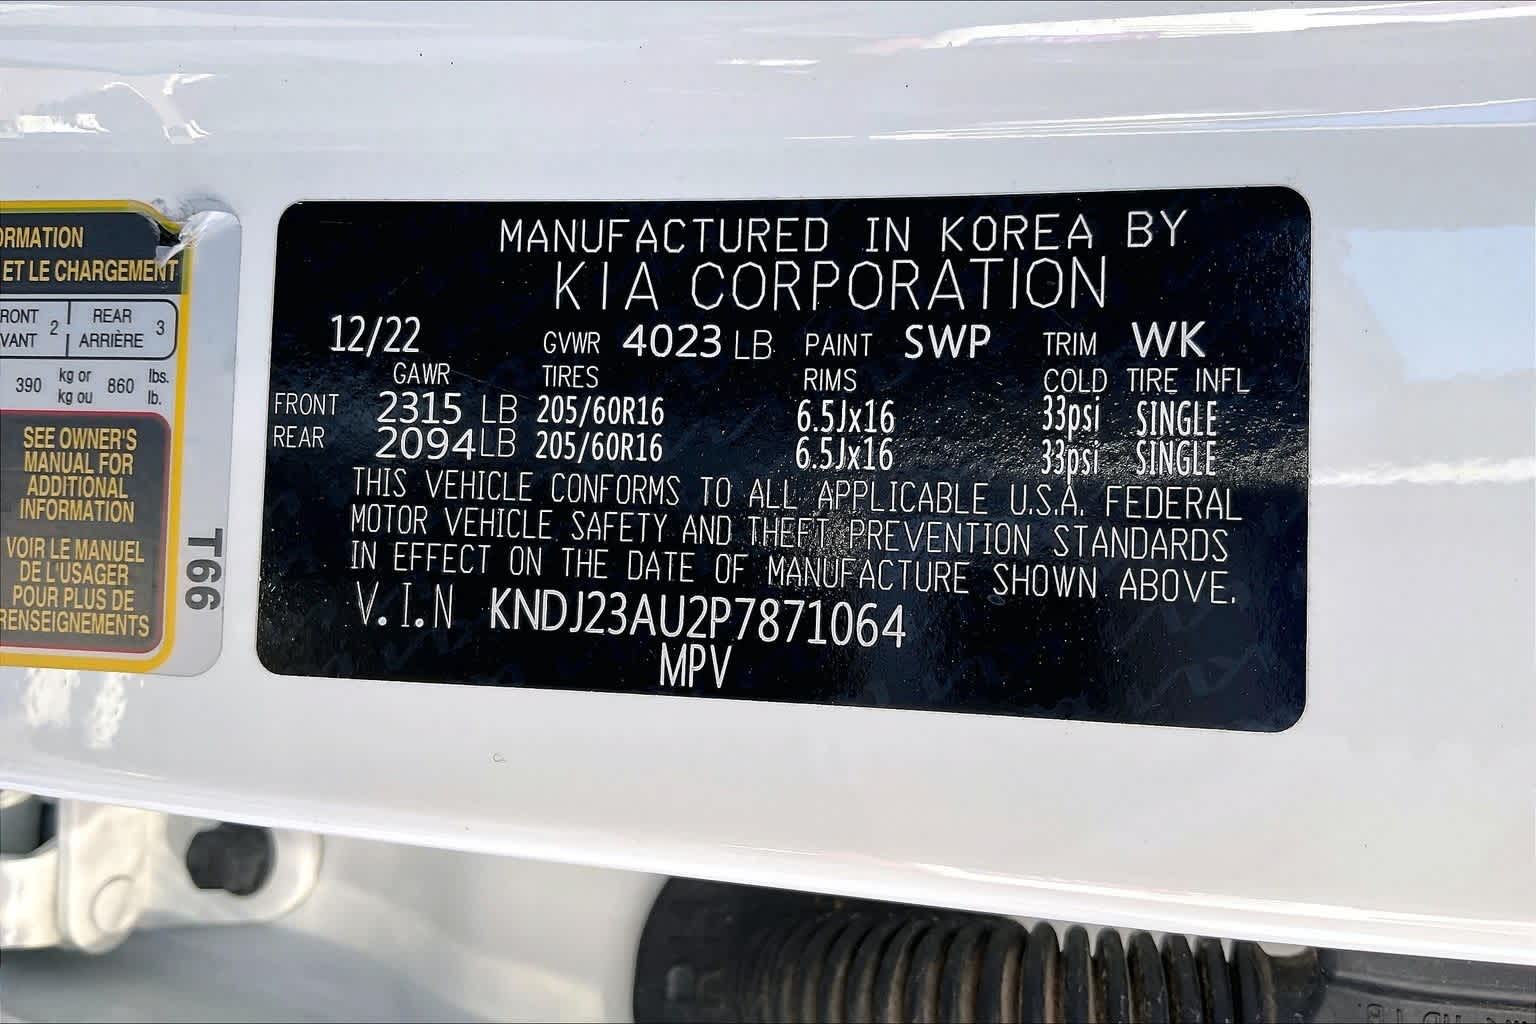 MANUFACTURED IN KOREA BY
KIA CORPORATION
12/22 GVWR 4023 LB PAINT SWP TRIM WK
GAWR TIRES RIMS COLD TIRE INFL
FRONT 2315 LB 205/60R16 6.5Jx16 33psi SINGLE
REAR 2094 LB 205/60R16 6.5Jx16 33psi SINGLE
THIS VEHICLE CONFORMS TO ALL APPLICABLE U.S.A. FEDERAL
MOTOR VEHICLE SAFETY AND THEFT PREVENTION STANDARDS
IN EFFECT ON THE DATE OF MANUFACTURE SHOWN ABOVE.
V.I.N KNDJ23AU2P7871064
MPV
ORMATION
ET LE CHARGEMENT
RONT 2 REAR 3
VANT ARRIÈRE
390 kg or 860 lbs.
kg ou lb.
SEE OWNER'S
MANUAL FOR
ADDITIONAL
INFORMATION
VOIR LE MANUEL
DE L'USAGER
POUR PLUS DE
RENSEIGNEMENTS
T66